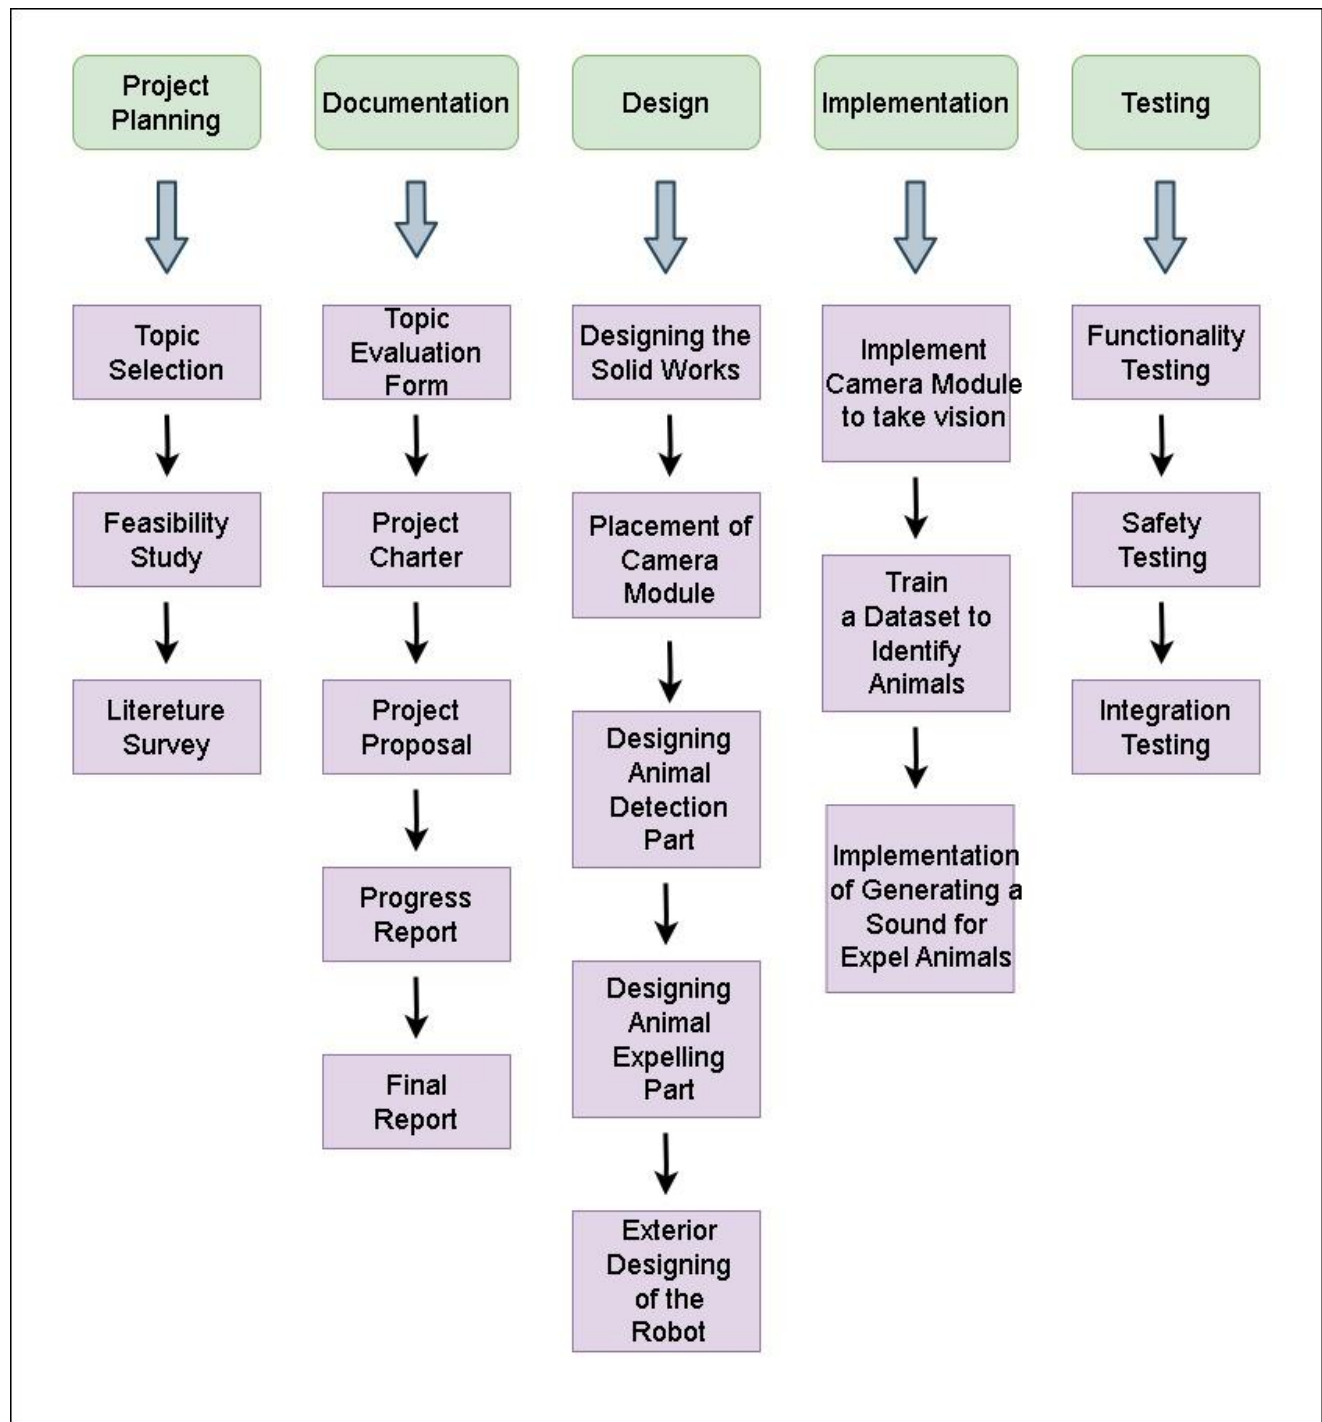 Project
Planning
Documentation
Design
Implementation
Testing
Topic
Selection
Feasibility
Study
Litereture
Survey
Topic
Evaluation
Form
Project
Charter
Project
Proposal
Progress
Report
Final
Report
Designing the
Solid Works
Placement of
Camera
Module
Designing
Animal
Detection
Part
Designing
Animal
Expelling
Part
Exterior
Designing
of the
Robot
Implement
Camera Module
to take vision
Train
a Dataset to
Identify
Animals
Implementation
of Generating a
Sound for
Expel Animals
Functionality
Testing
Safety
Testing
Integration
Testing